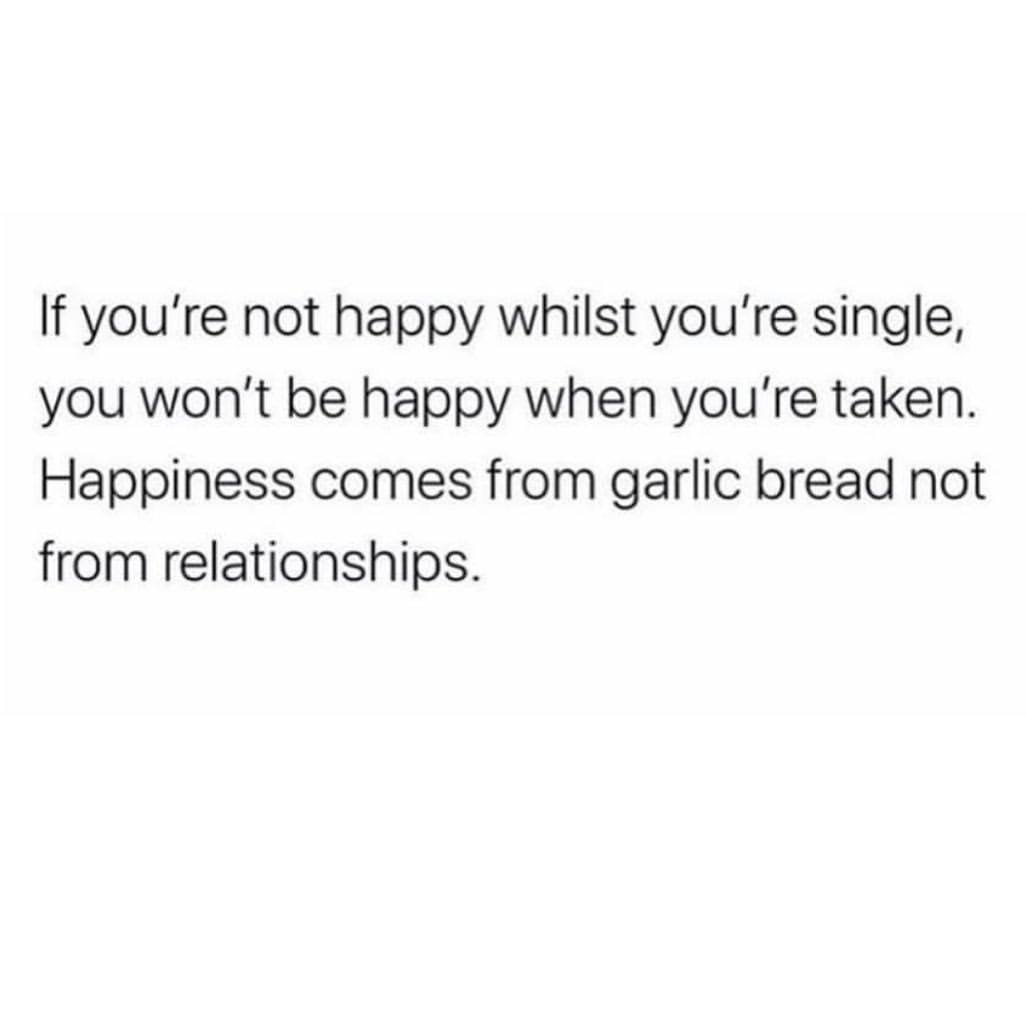 If you're not happy whilst you're single,
you won't be happy when you're taken.
Happiness comes from garlic bread not
from relationships.